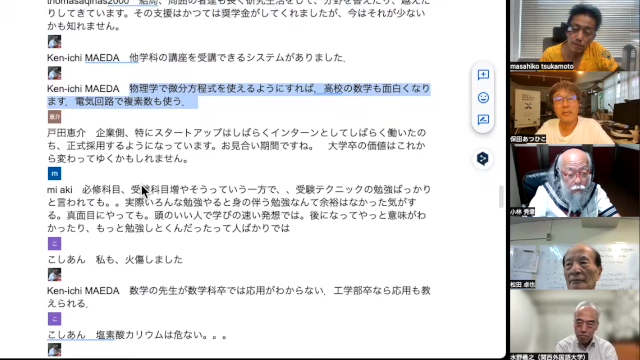 thomasaqinas2000　結局、周囲の者達も長く研究生活をして、分野を替えたり、越えた
りしてきています。その支援はかつては奨学金がしてくれましたが、今はそれが少ない
かも知れません。
Ken-ichi MAEDA　他学科の講座を受講できるシステムがありました．
Ken-ichi MAEDA　物理学で微分方程式を使えるようにすれば，高校の数学も面白くなり
ます．電気回路で複素数も使う．
恵介
戸田恵介　企業側、特にスタートアップはしばらくインターンとしてしばらく働いたの
ち、正式採用するようになっています。お見合い期間ですね。　大学卒の価値はこれか
ら変わってゆくかもしれません。
m
mi aki　必修科目、受験科目増やそうっていう一方で、、受験テクニックの勉強ばっかり
と言われても。。実際いろんな勉強やると身の伴う勉強なんて余裕はなかった気がす
る。真面目にやっても。頭のいい人で学びの速い発想では。後になってやっと意味がわ
かったり、もっと勉強しとくんだったって人ばかりでは
こ
こしあん　私も、火傷しました
Ken-ichi MAEDA　数学の先生が数学科卒では応用がわからない．工学部卒なら応用も教
えられる．
こ
こしあん　塩素酸カリウムは危ない。。。
masahiko tsukamoto
保田あつひこ
小林 秀章
松田 卓也
水野義之（関西外国語大学）